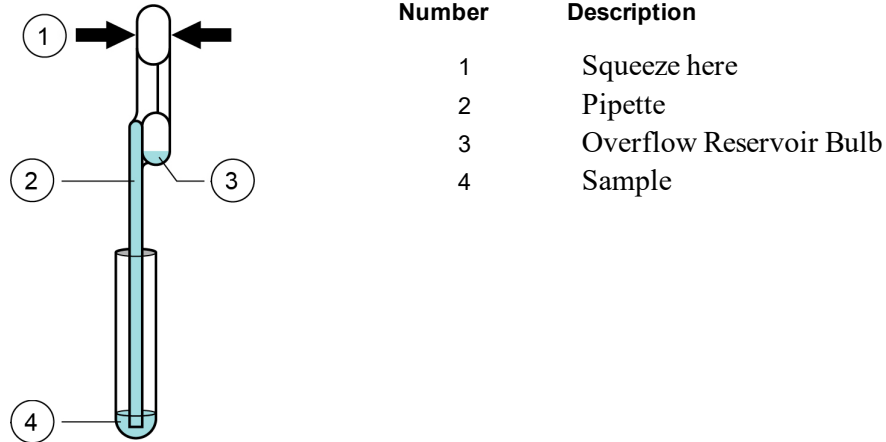 Number Description
1 Squeeze here
2 Pipette
3 Overflow Reservoir Bulb
4 Sample
1
2
3
4